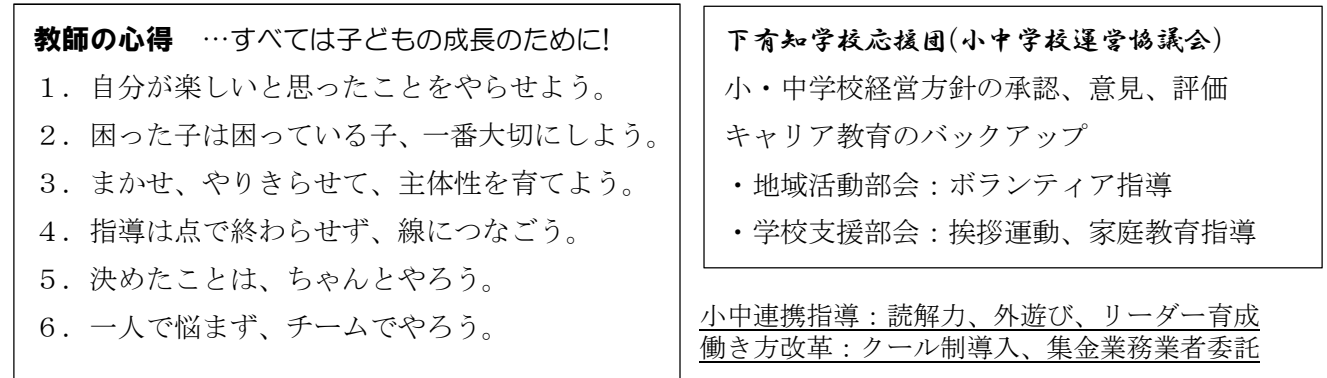 教師の心得 …すべては子どもの成長のために!
1．自分が楽しいと思ったことをやらせよう。
2．困った子は困っている子、一番大切にしよう。
3．まかせ、やりきらせて、主体性を育てよう。
4．指導は点で終わらせず、線につなごう。
5．決めたことは、ちゃんとやろう。
6．一人で悩まず、チームでやろう。
下有知学校応援団(小中学校運営協議会)
小・中学校経営方針の承認、意見、評価
キャリア教育のバックアップ
・地域活動部会：ボランティア指導
・学校支援部会：挨拶運動、家庭教育指導
小中連携指導：読解力、外遊び、リーダー育成
働き方改革：クール制導入、集金業務業者委託